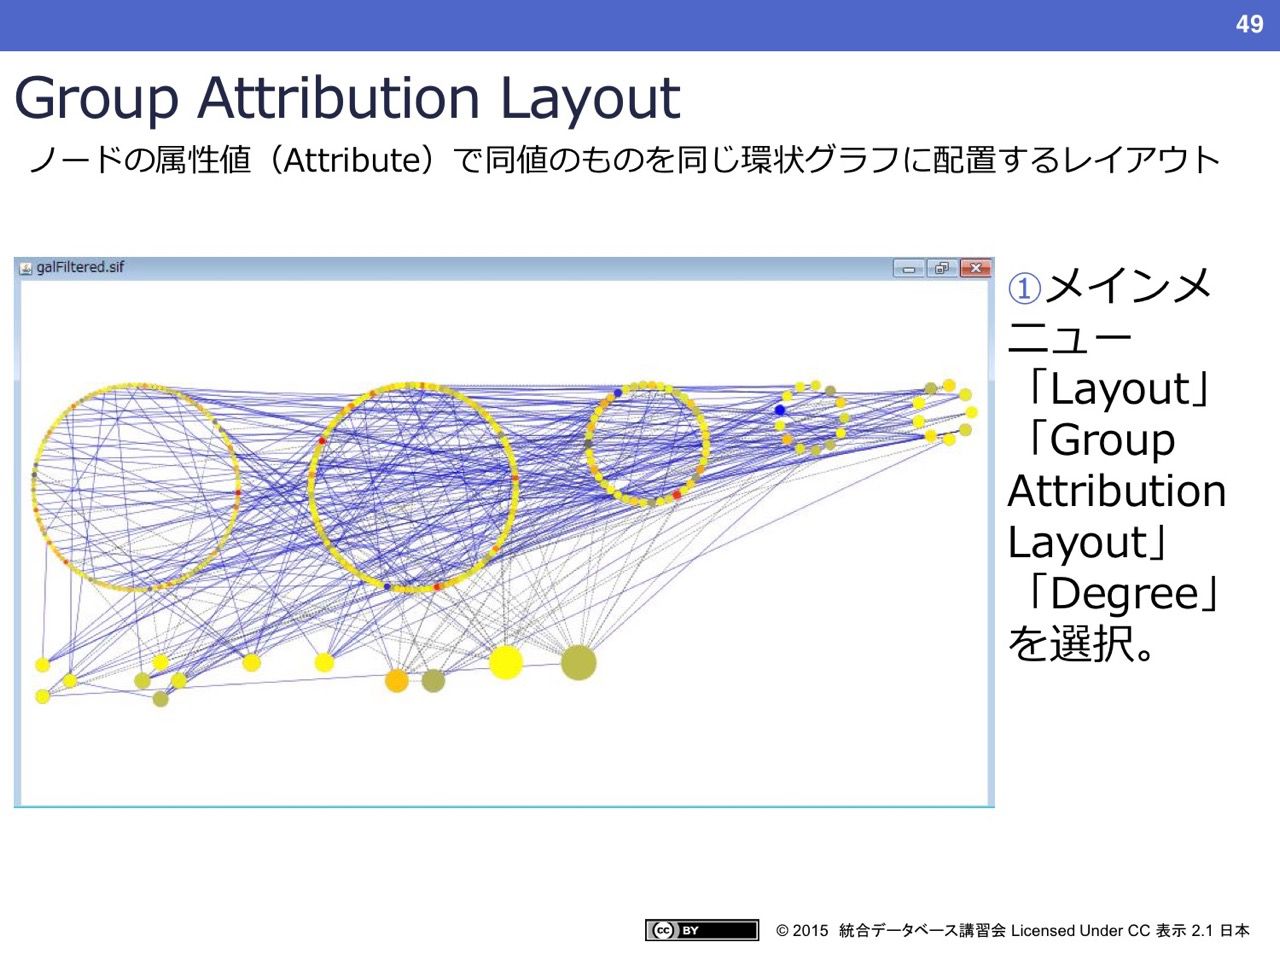 49
Group Attribution Layout
ノードの属性値（Attribute）で同値のものを同じ環状グラフに配置するレイアウト
galFiltered.sif
①メインメ
ニュー
「Layout」
「Group
Attribution
Layout」
「Degree」
を選択。
cc BY
© 2015 統合データベース講習会 Licensed Under CC 表示 2.1 日本